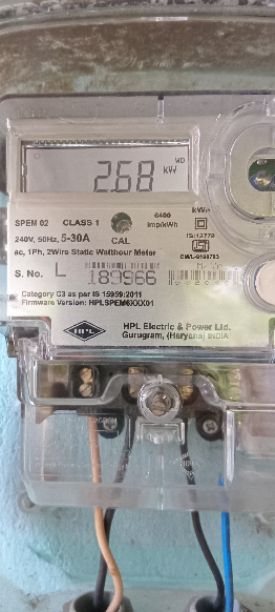 MD
2.68 kW
SPEM 02 CLASS 1 6400 imp/kWh kWh
240V, 50Hz, 5-30A CAL IS:13779
ac, 1Ph, 2Wire Static Watthour Meter
S. No. L 189966
Category C3 as per IS 15959:2011
Firmware Version:
HPL HPL Electric & Power Ltd.
Gurugram, (Haryana) INDIA